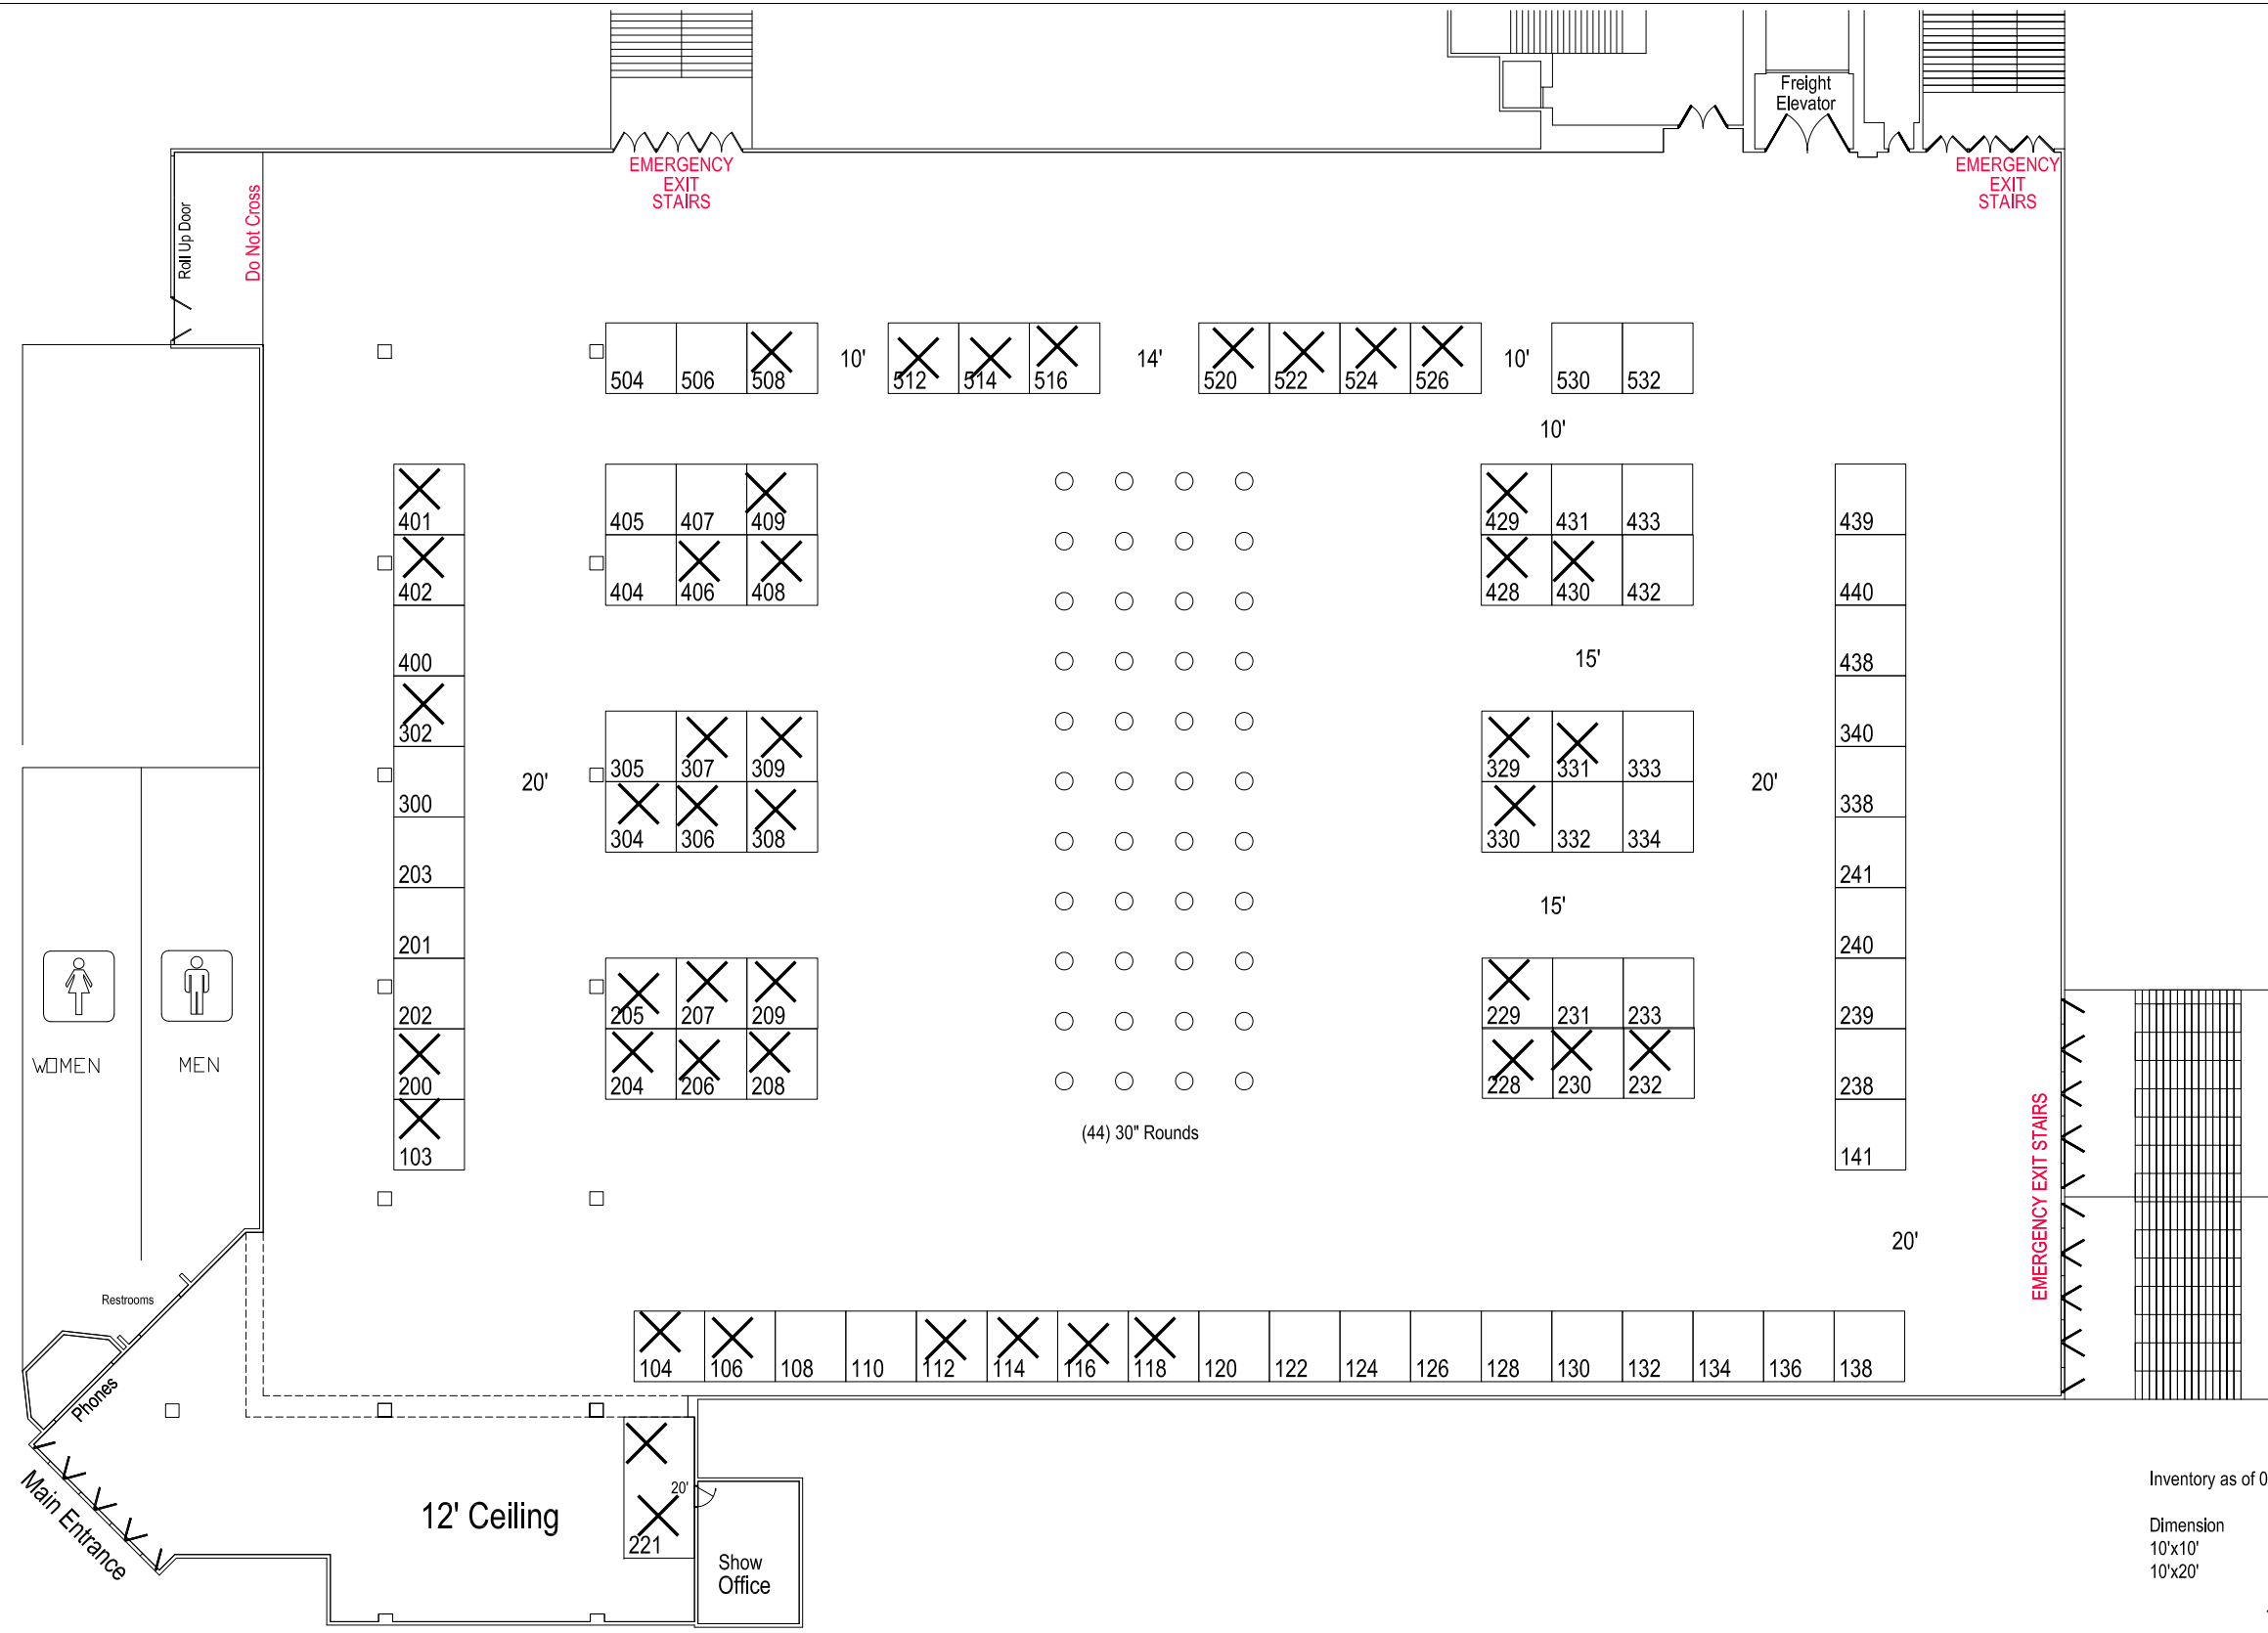 Freight
Elevator
EMERGENCY
EXIT
STAIRS
EMERGENCY
EXIT
STAIRS
Roll Up Door
Do Not Cross
504 506 508 10' 512 514 516 14' 520 522 524 526 10' 530 532
10'
401 405 407 409 429 431 433 439
402 404 406 408 428 430 432 440
400 15' 438
302 340
305 307 309 329 331 333
20' 20'
300 304 306 308 330 332 334 338
203 241
15'
201 240
202 205 207 209 229 231 233 239
WOMEN MEN
200 204 206 208 228 230 232 238
(44) 30" Rounds
103 141
EMERGENCY EXIT STAIRS
20'
Restrooms
104 106 108 110 112 114 116 118 120 122 124 126 128 130 132 134 136 138
Phones
Main Entrance
20'
12' Ceiling
221
Show
Office
Inventory as of 0
Dimension
10'x10'
10'x20'